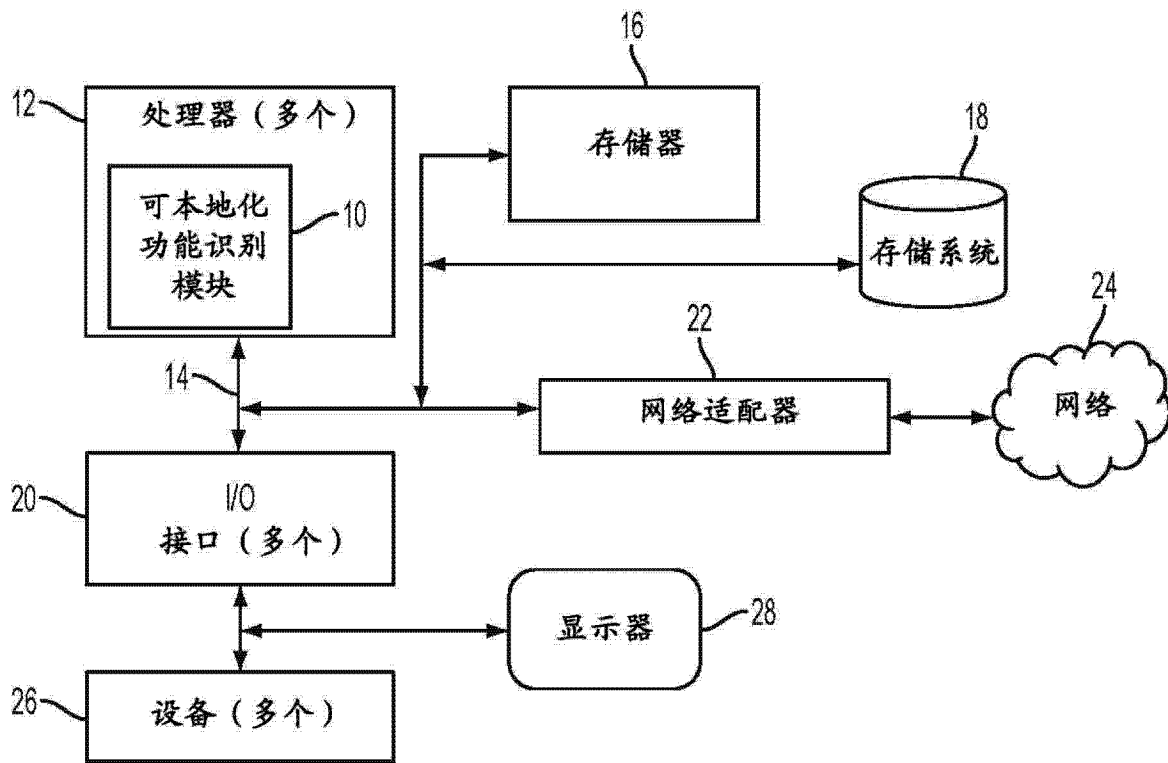 16
12
处理器（多个）
存储器
18
可本地化
功能识别
模块
10
存储系统
24
22
14
网络适配器
网络
20
I/O
接口（多个）
显示器
28
26
设备（多个）